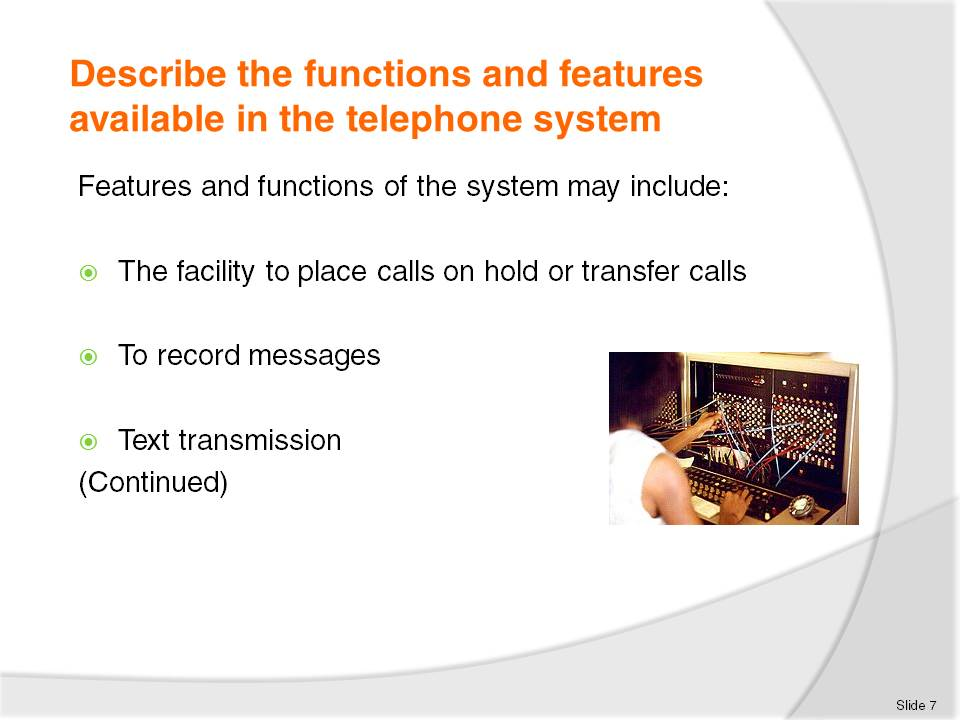 Describe the functions and features
available in the telephone system
Features and functions of the system may include:
The facility to place calls on hold or transfer calls
To record messages
Text transmission
(Continued)
Slide 7